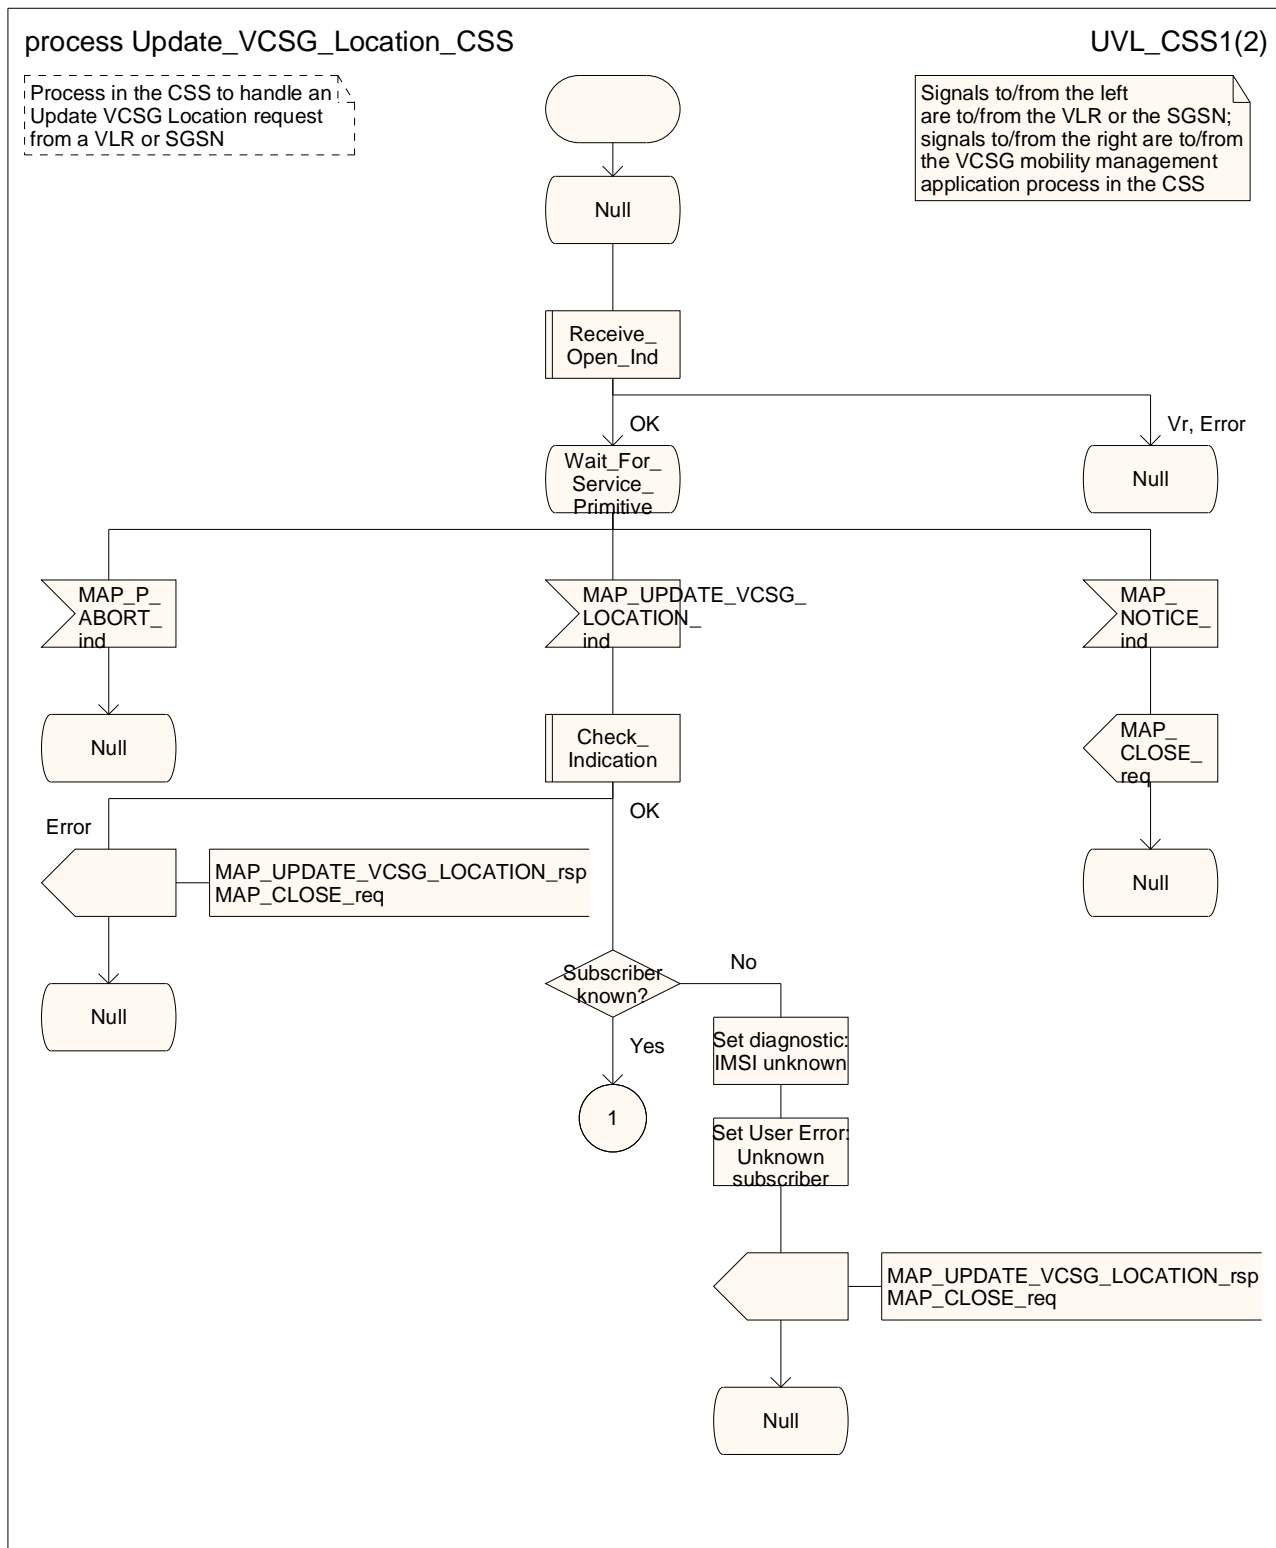 process Update_VCSG_Location_CSS
UVL_CSS1(2)
Process in the CSS to handle an
Update VCSG Location request
from a VLR or SGSN
Signals to/from the left
are to/from the VLR or the SGSN;
signals to/from the right are to/from
the VCSG mobility management
application process in the CSS
Null
Receive_
Open_Ind
OK
Vr, Error
Wait_For_
Service_
Primitive
Null
MAP_P_
ABORT_
ind
MAP_UPDATE_VCSG_
LOCATION_
ind
MAP_
NOTICE_
ind
Null
Check_
Indication
MAP_
CLOSE_
req
Error
OK
MAP_UPDATE_VCSG_LOCATION_rsp
MAP_CLOSE_req
Null
Null
Subscriber
known?
No
Yes
Set diagnostic:
IMSI unknown
1
Set User Error:
Unknown
subscriber
MAP_UPDATE_VCSG_LOCATION_rsp
MAP_CLOSE_req
Null